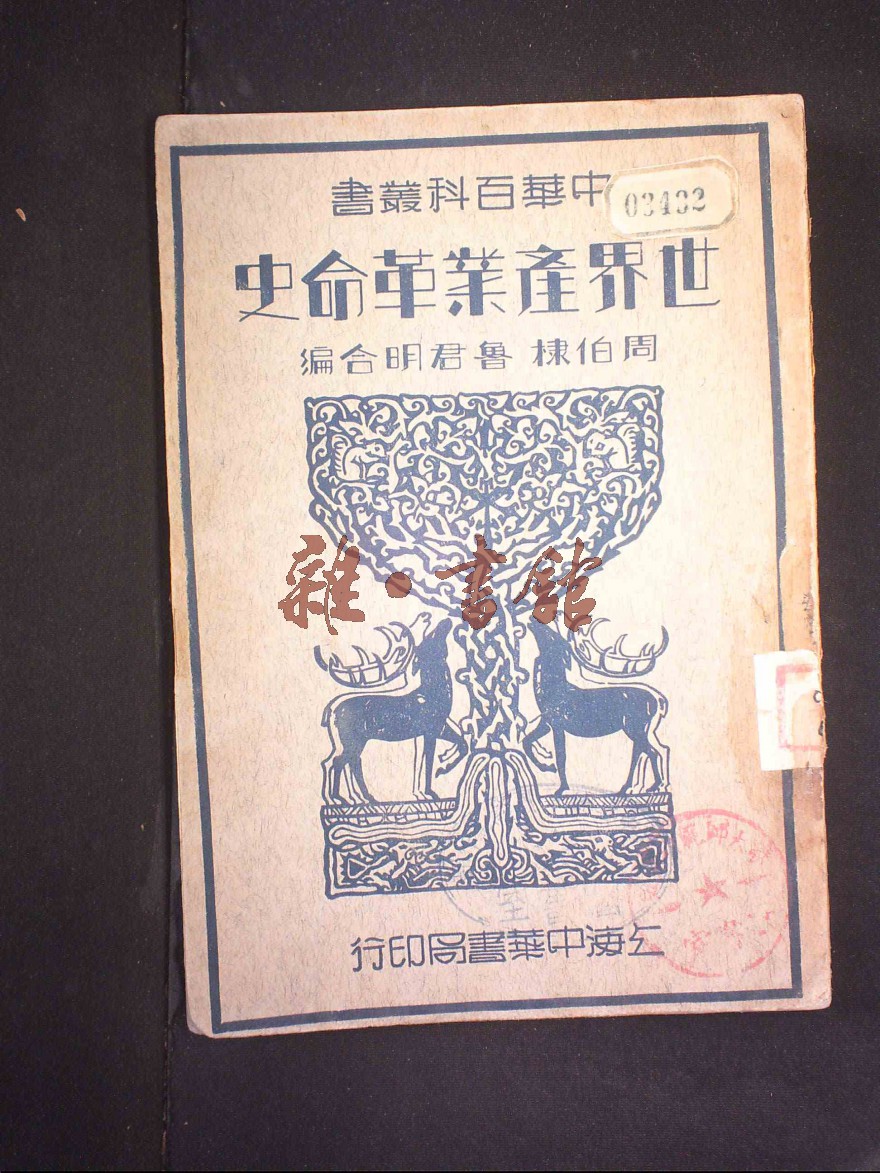 中華百科叢書
03432
世界產業革命史
周伯棣 魯君明合編
雜·書館
上海中華書局印行